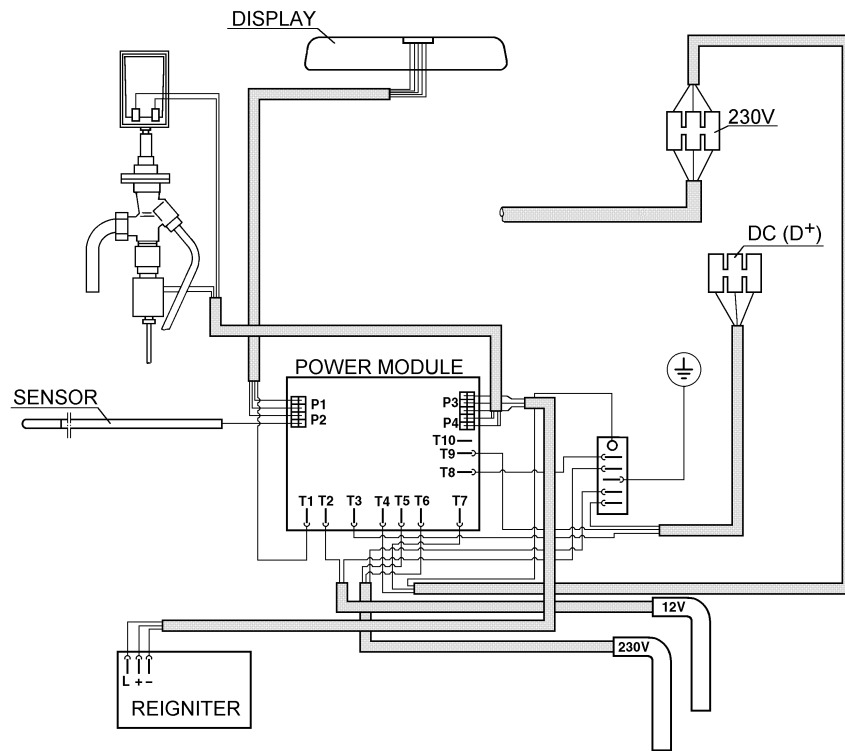 DISPLAY
230V
DC (D+)
POWER MODULE
SENSOR
P1
P2
P3
P4
T10
T9
T8
T1 T2 T3 T4 T5 T6 T7
12V
230V
L + −
REIGNITER